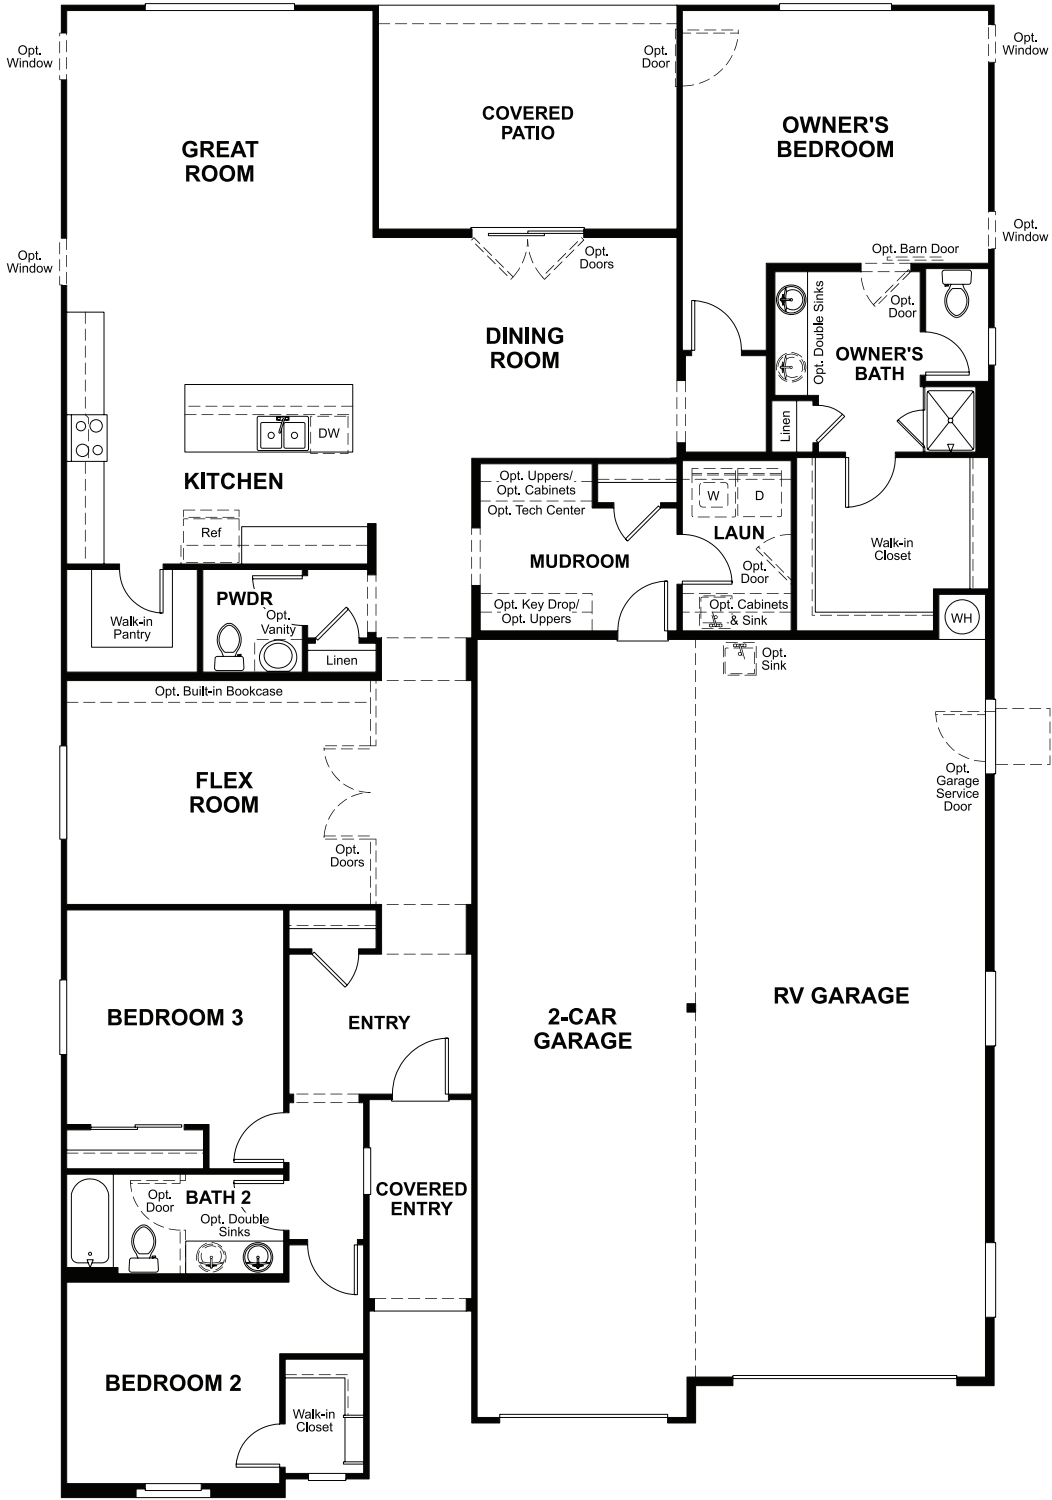 Opt.
Window
Opt.
Door
Opt.
Window
COVERED
PATIO
OWNER'S
BEDROOM
GREAT
ROOM
Opt.
Window
Opt. Barn Door
Opt.
Window
Opt.
Doors
Opt. Double Sinks
Opt.
Door
DINING
ROOM
OWNER'S
BATH
Linen
DW
KITCHEN
Opt. Uppers/
Opt. Cabinets
Opt. Tech Center
W
D
Ref
LAUN
Walk-in
Closet
MUDROOM
Opt.
Door
PWDR
Opt.
Vanity
Walk-in
Pantry
Opt. Key Drop/
Opt. Uppers
Opt. Cabinets
& Sink
WH
Linen
Opt.
Sink
Opt. Built-in Bookcase
FLEX
ROOM
Opt.
Garage
Service
Door
Opt.
Doors
BEDROOM 3
ENTRY
2-CAR
GARAGE
RV GARAGE
Opt.
Door
BATH 2
Opt. Double
Sinks
COVERED
ENTRY
BEDROOM 2
Walk-in
Closet